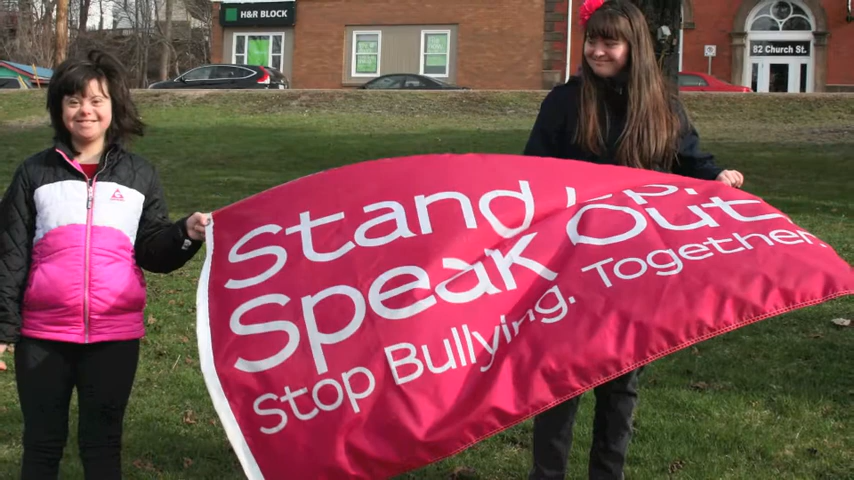 H&R BLOCK
82 Church St.
Stand Up.
Speak Out.
Stop Bullying. Together.